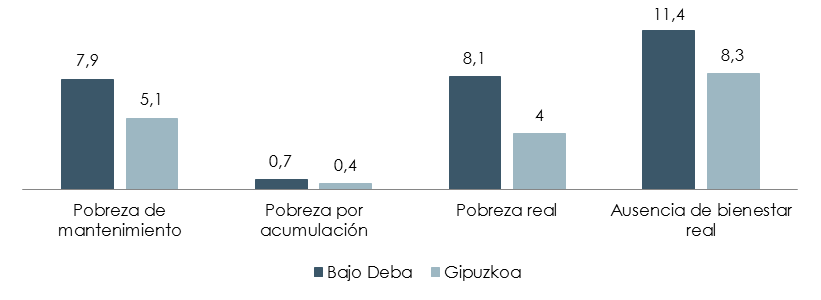 7,9
5,1
0,7
0,4
8,1
4
11,4
8,3
Pobreza de
mantenimiento
Pobreza por
acumulación
Pobreza real
Ausencia de bienestar
real
Bajo Deba
Gipuzkoa